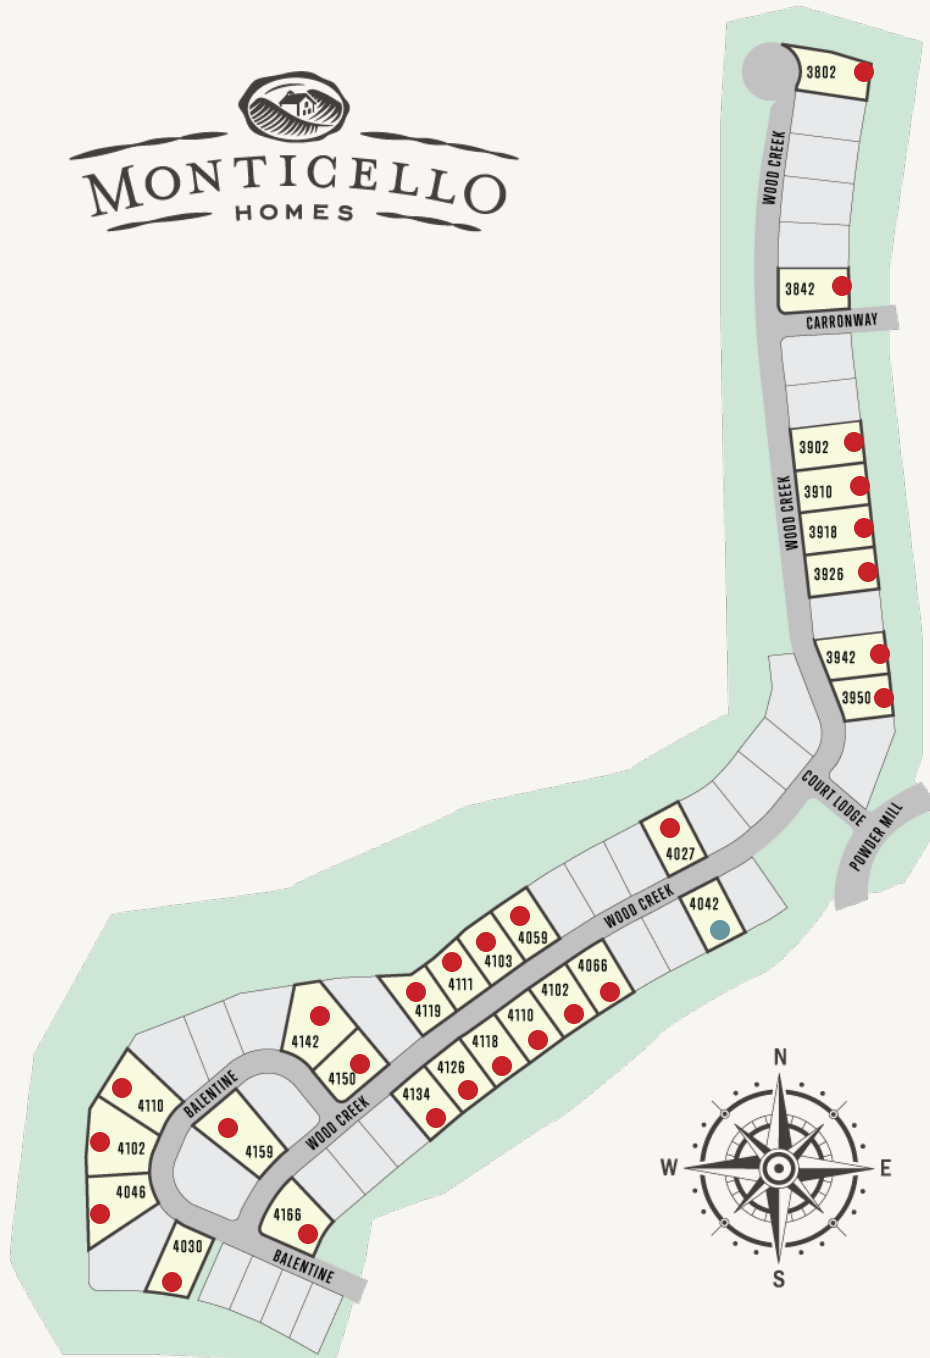 MONTICELLO
HOMES
3802
WOOD CREEK
3842
CARRONWAY
3902
3910
WOOD CREEK
3918
3926
3942
3950
COURT LODGE
POWDER MILL
4027
WOOD CREEK
4042
4059
4103
4111
4119
4066
4102
4110
4118
4126
4134
4142
4150
BALENTINE
WOOD CREEK
4110
4102
4159
4046
4166
4030
BALENTINE
N
W
E
S